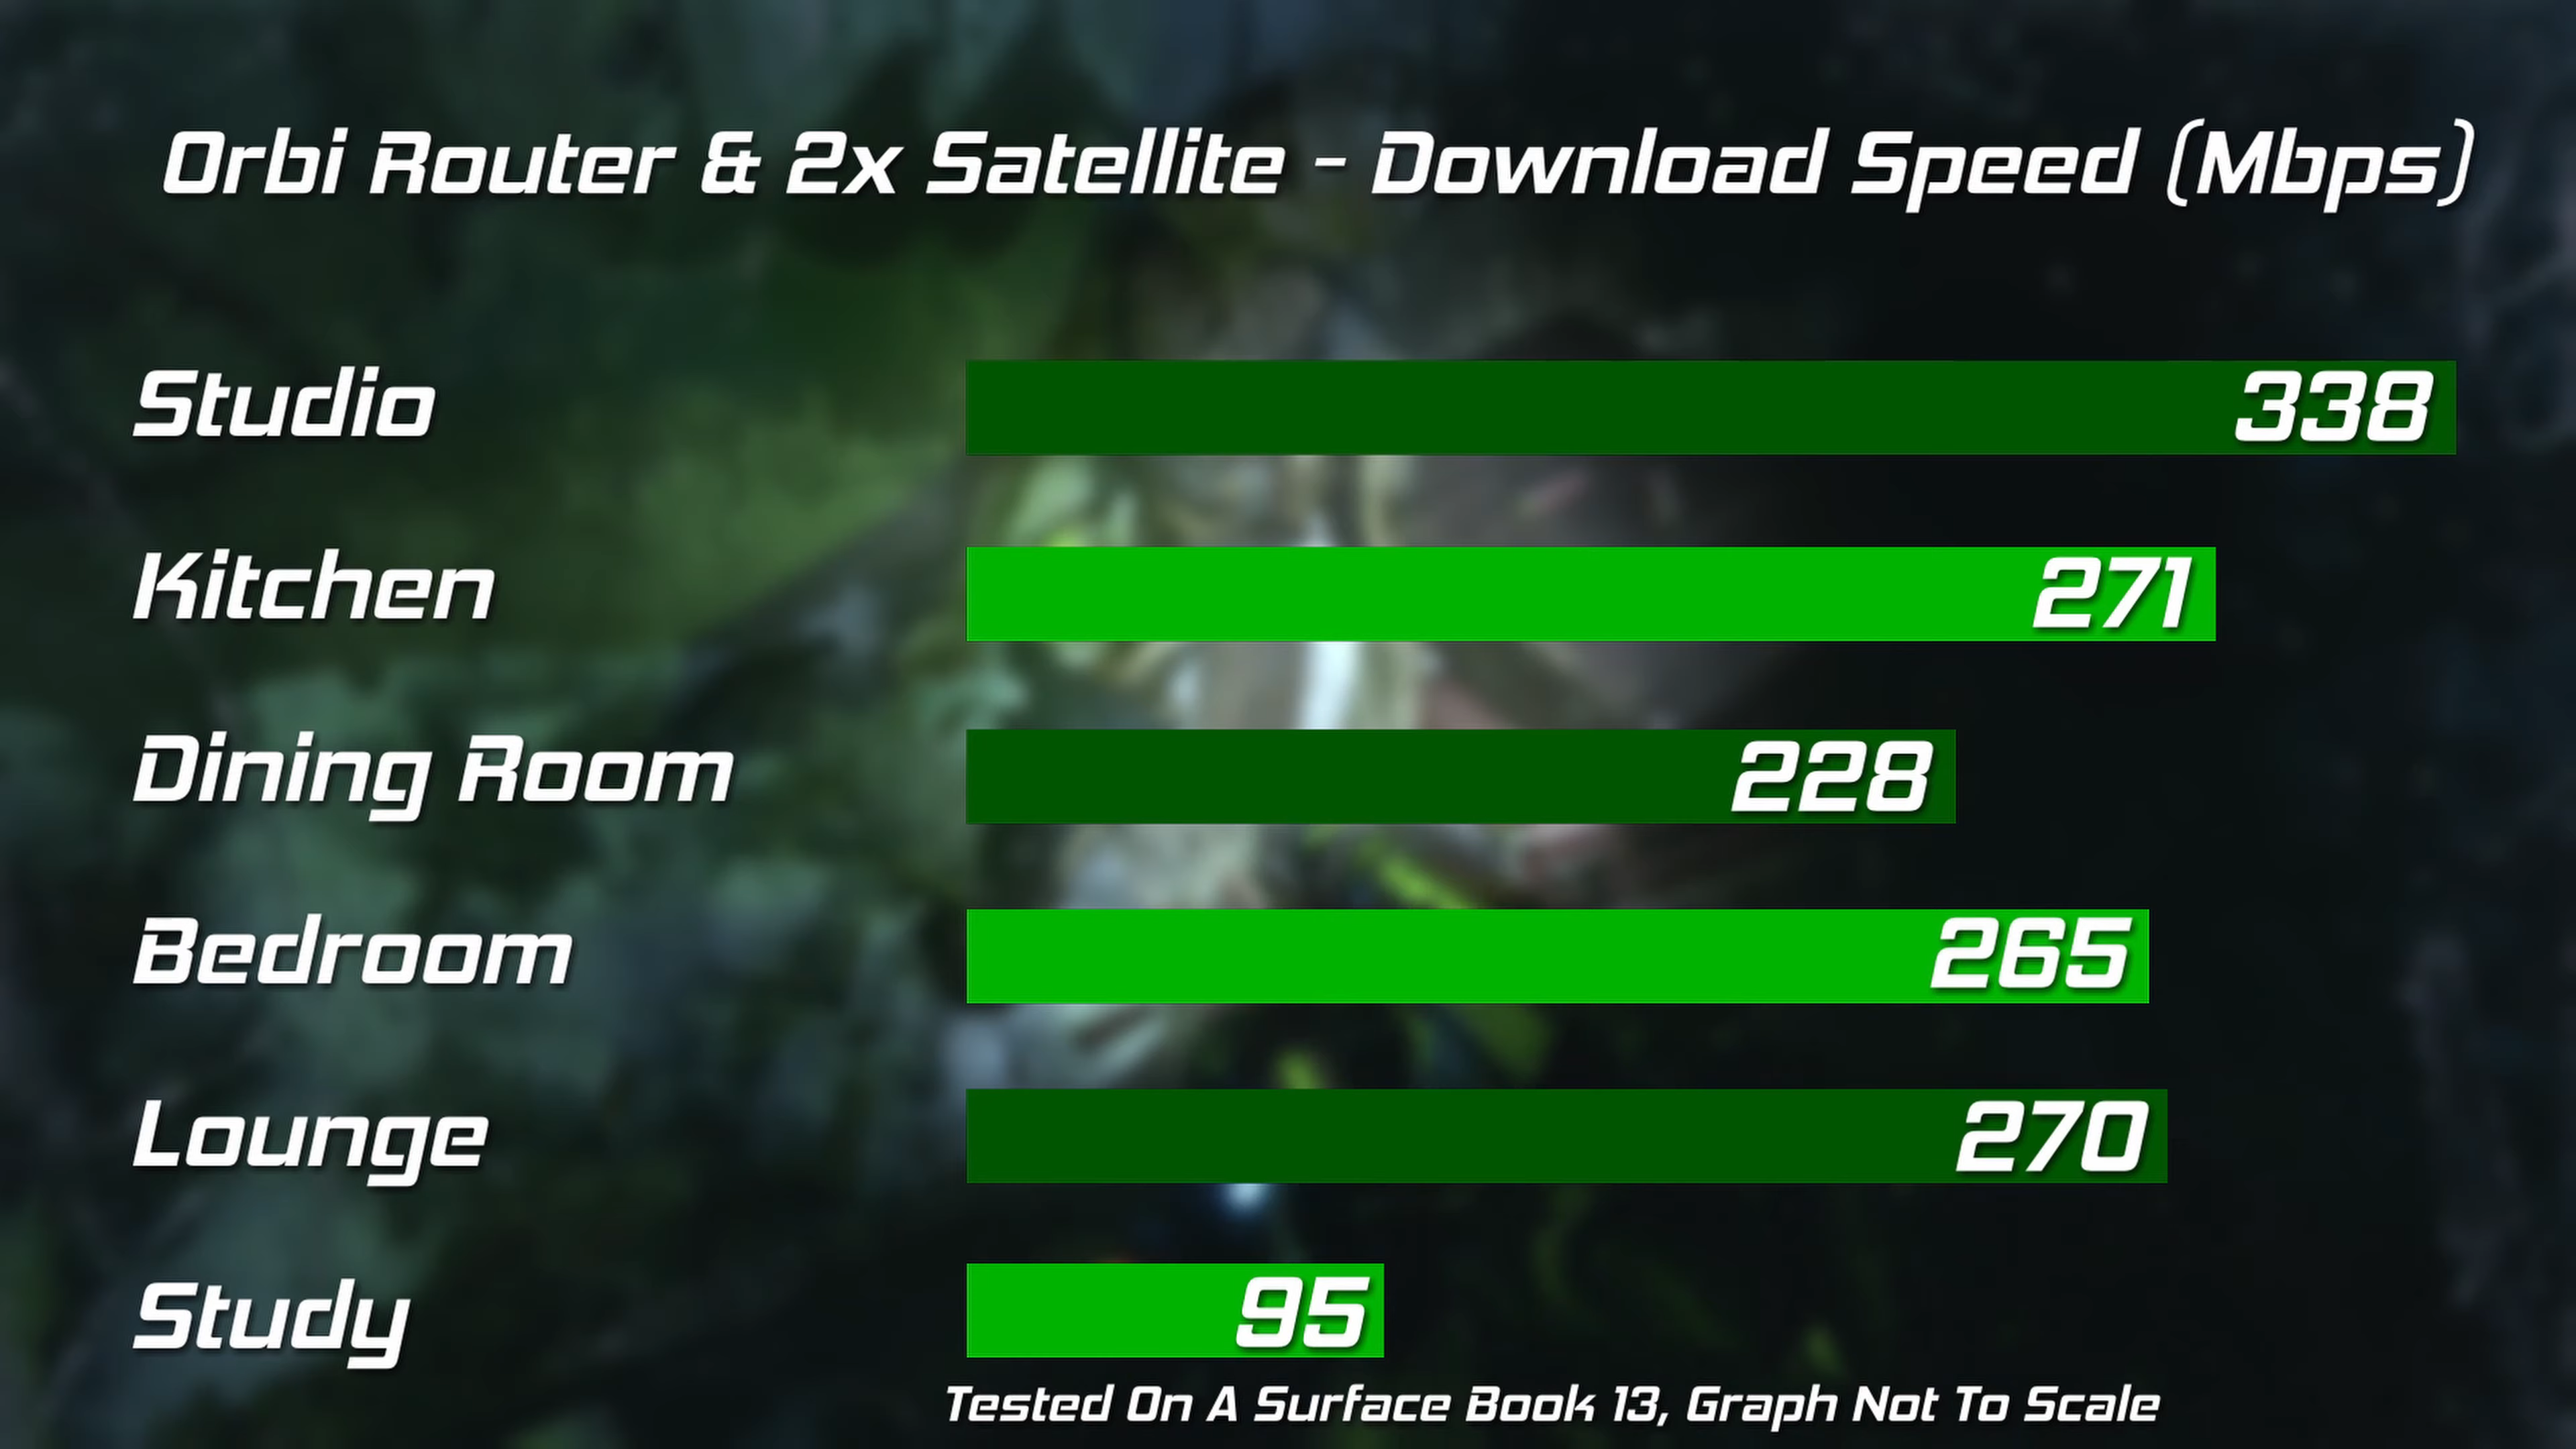 Orbi Router & 2x Satellite - Download Speed (Mbps)
Studio 338
Kitchen 271
Dining Room 228
Bedroom 265
Lounge 270
Study 95
Tested On A Surface Book 13, Graph Not To Scale